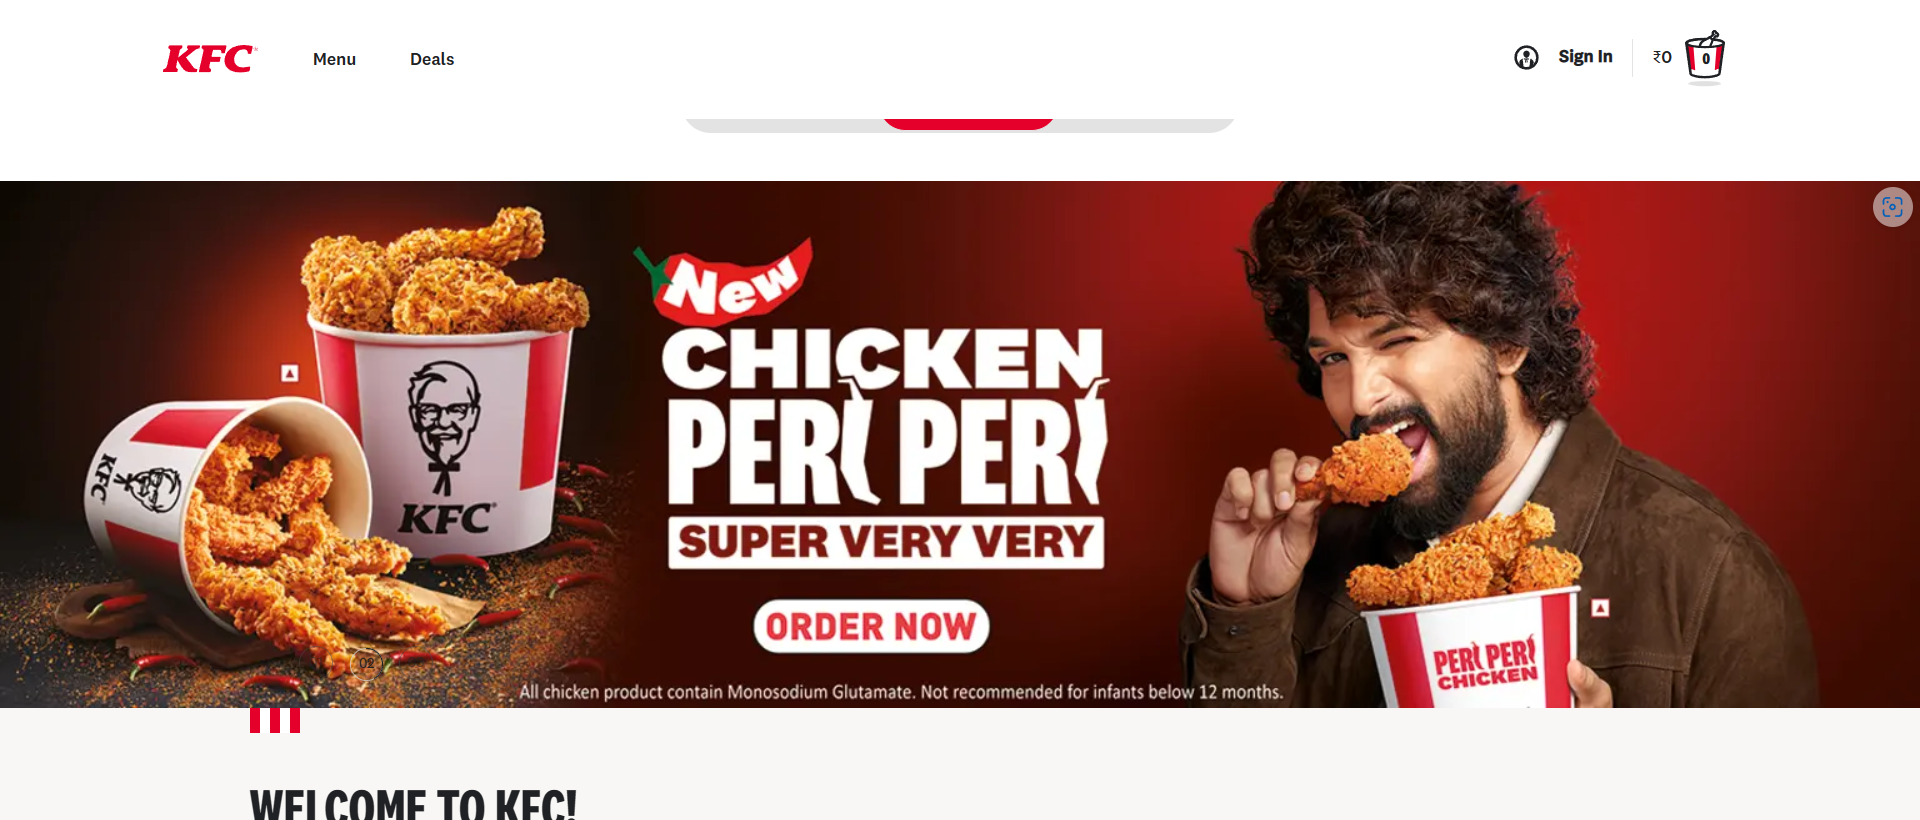 KFC
Menu
Deals
Sign In
₹0
0
New
CHICKEN
PERI PERI
SUPER VERY VERY
ORDER NOW
KFC
KFC
PERI PERI
CHICKEN
02
All chicken product contain Monosodium Glutamate. Not recommended for infants below 12 months.
WELCOME TO KFC!